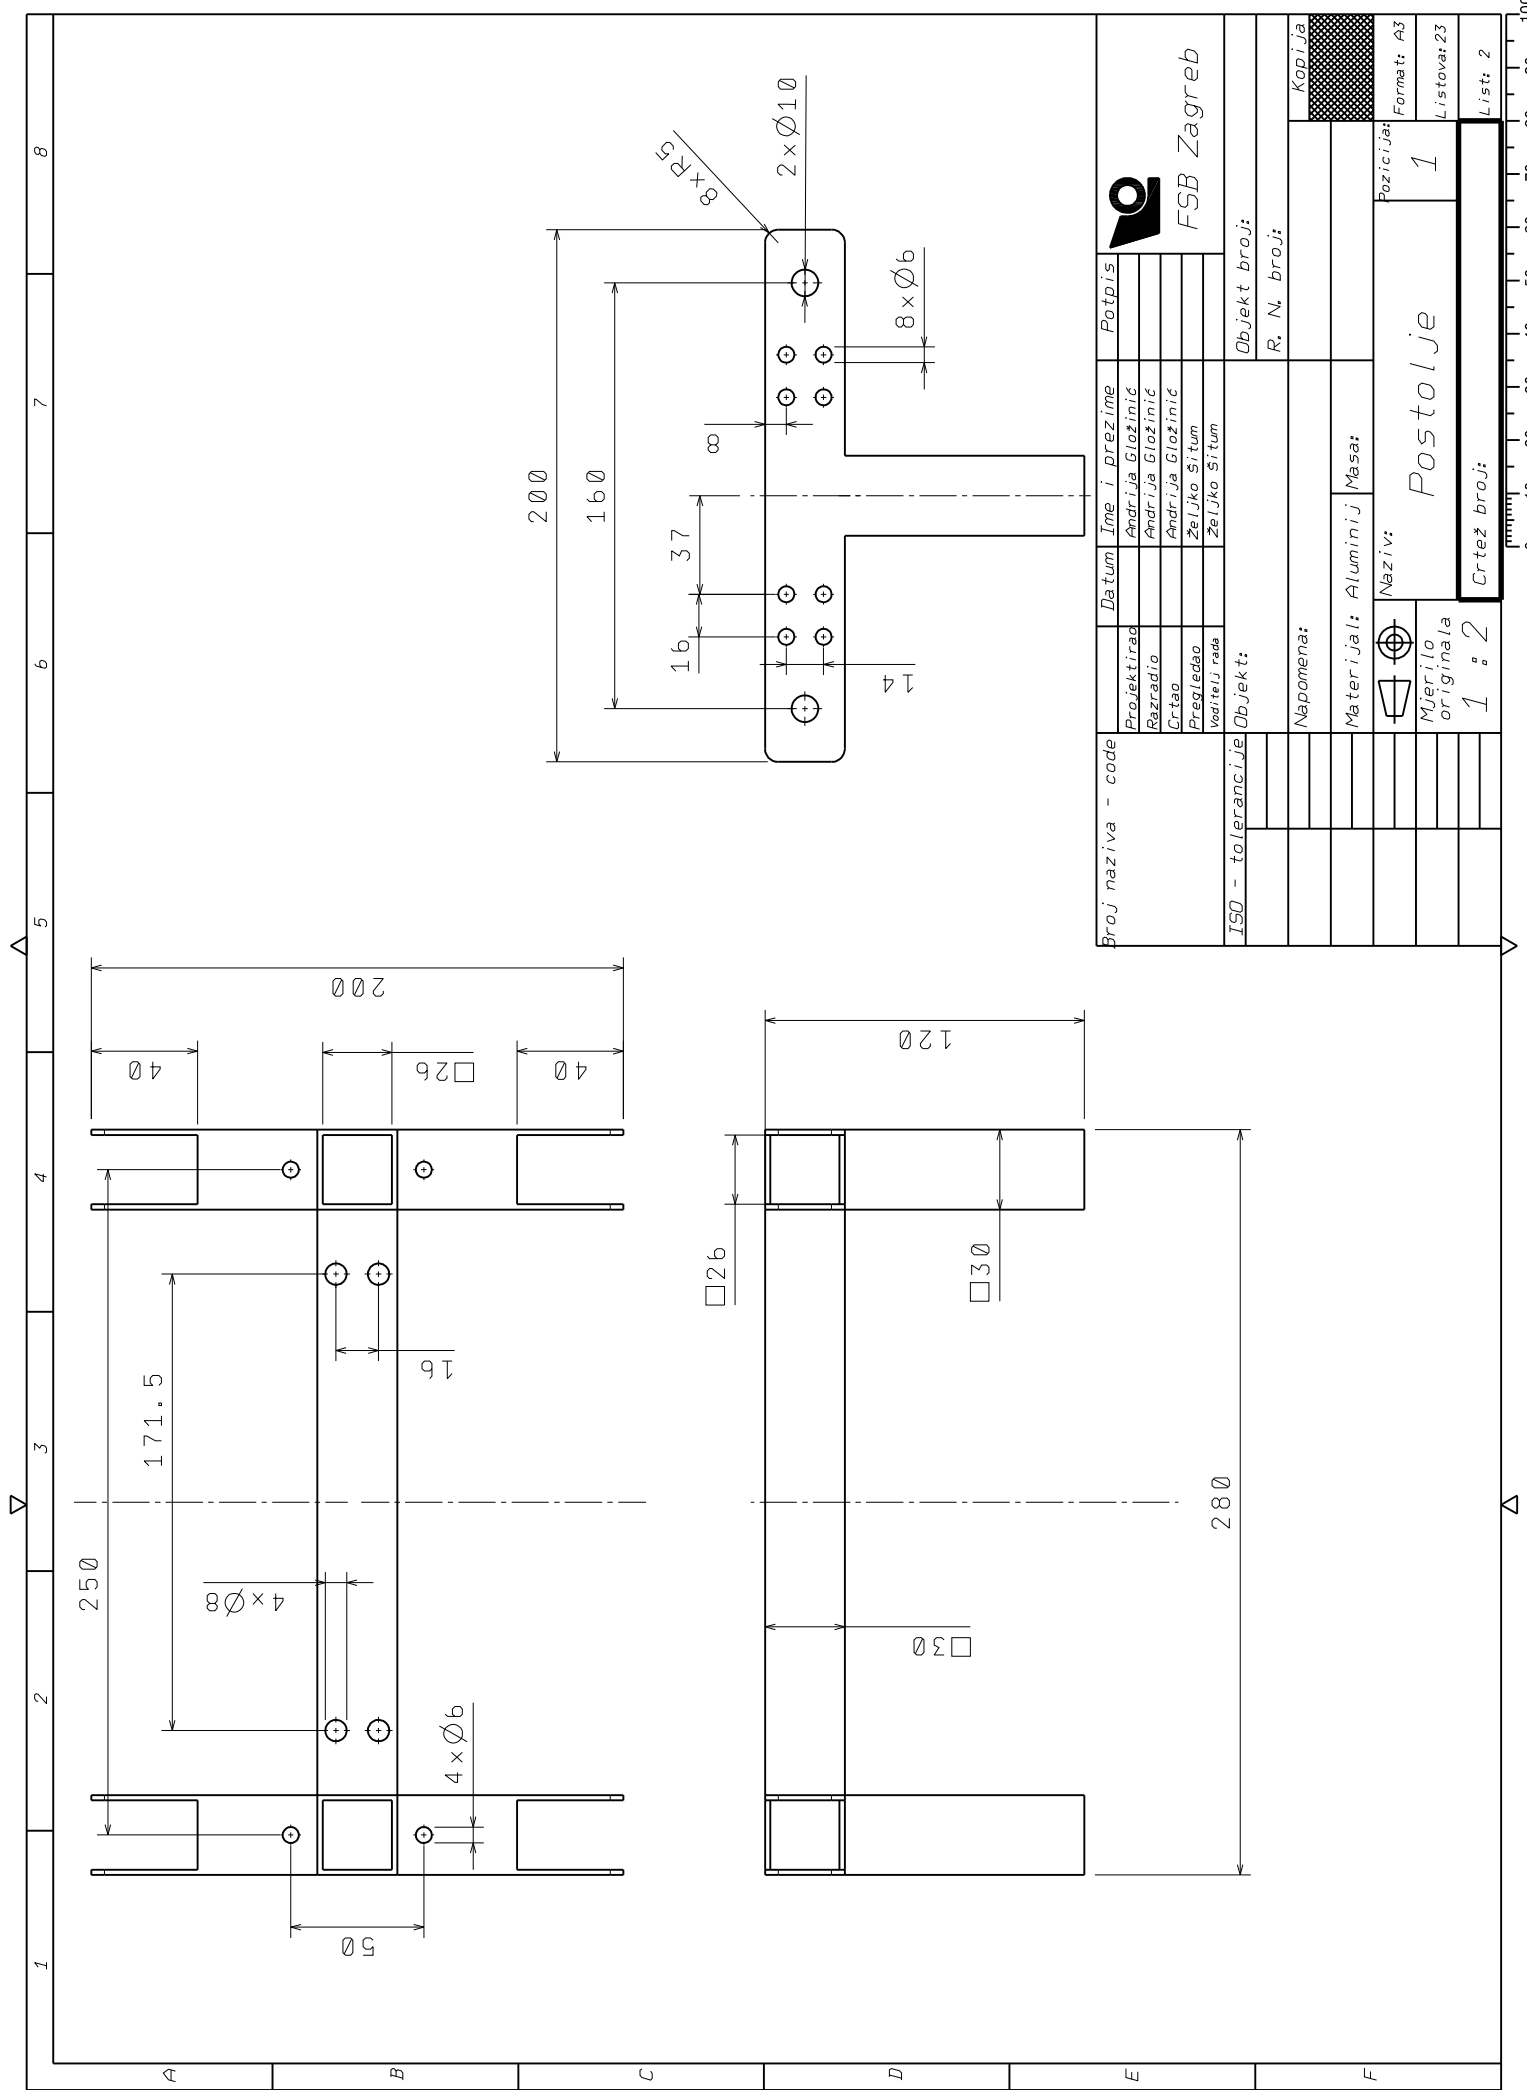 1
2
3
4
5
6
7
8
A
B
C
D
E
F
250
171.5
4×Ø8
4×Ø6
50
16
200
40
□26
40
□26
□30
120
□30
280
200
160
37
16
14
8
8×R5
2×Ø10
8×Ø6
Broj naziva - code
Datum
Ime i prezime
Potpis
Projektirao
Andrija Gložinić
Razradio
Andrija Gložinić
Crtao
Andrija Gložinić
Pregledao
Željko Šitum
Voditelj rada
Željko Šitum
FSB Zagreb
ISO - tolerancije
Objekt:
Objekt broj:
R. N. broj:
Napomena:
Kopija
Materijal: Aluminij
Masa:
Naziv:
Postolje
Pozicija:
1
Format: A3
Listova: 23
Mjerilo
originala
1 : 2
Crtež broj:
List: 2